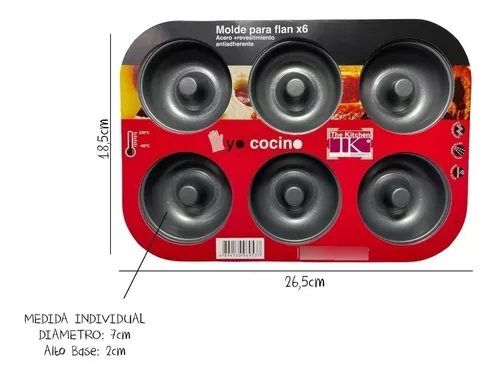 Molde para flan x6
Acero +revestimiento
antiadherente
18,5cm
yo cocino
The Kitchen
TK
26,5cm
MEDIDA INDIVIDUAL
DIAMETRO: 7cm
Alto Base: 2cm